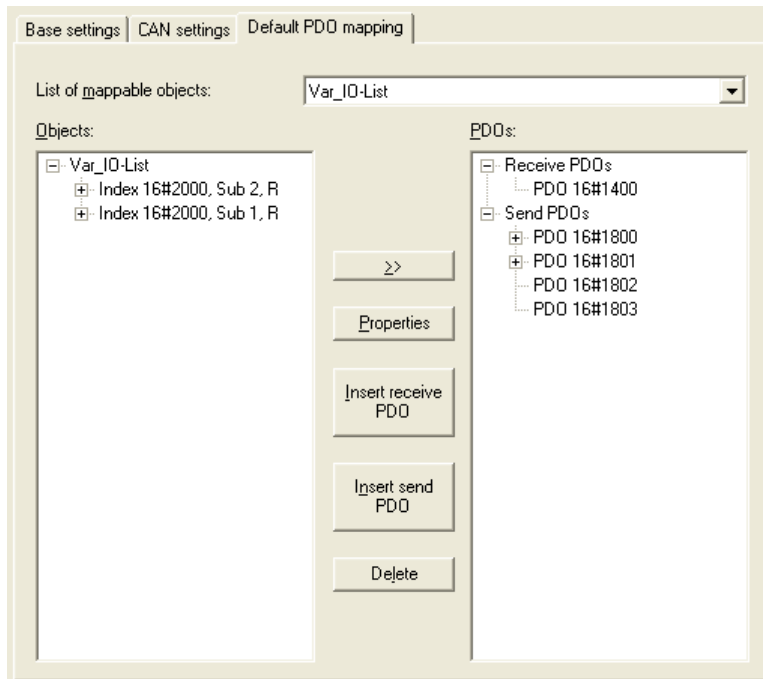 Base settings
CAN settings
Default PDO mapping
List of mappable objects:
Var_IO-List
Objects:
Var_IO-List
Index 16#2000, Sub 2, R
Index 16#2000, Sub 1, R
>>
Properties
Insert receive
PDO
Insert send
PDO
Delete
PDOs:
Receive PDOs
PDO 16#1400
Send PDOs
PDO 16#1800
PDO 16#1801
PDO 16#1802
PDO 16#1803